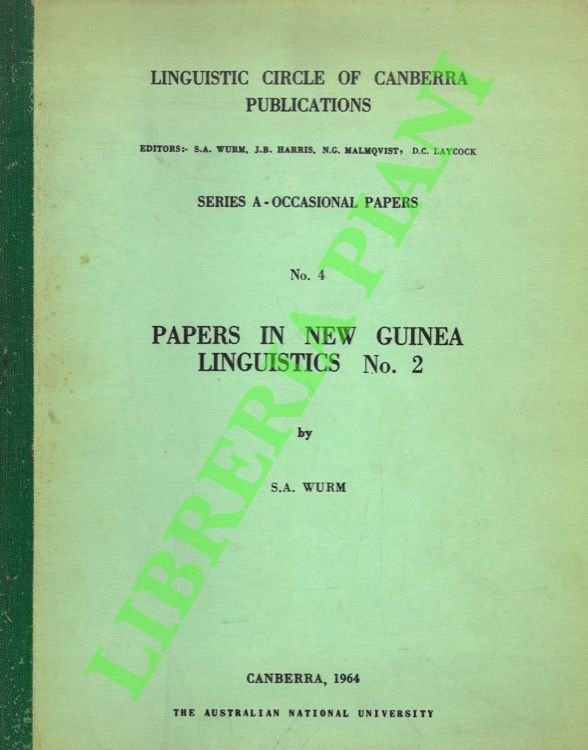 LINGUISTIC CIRCLE OF CANBERRA
PUBLICATIONS
EDITORS:- S.A. WURM, J.B. HARRIS, N.G. MALMQVIST, D.C. LAYCOCK
SERIES A - OCCASIONAL PAPERS
No. 4
PAPERS IN NEW GUINEA
LINGUISTICS No. 2
by
S.A. WURM
CANBERRA, 1964
THE AUSTRALIAN NATIONAL UNIVERSITY
LIBRERIA PIANI